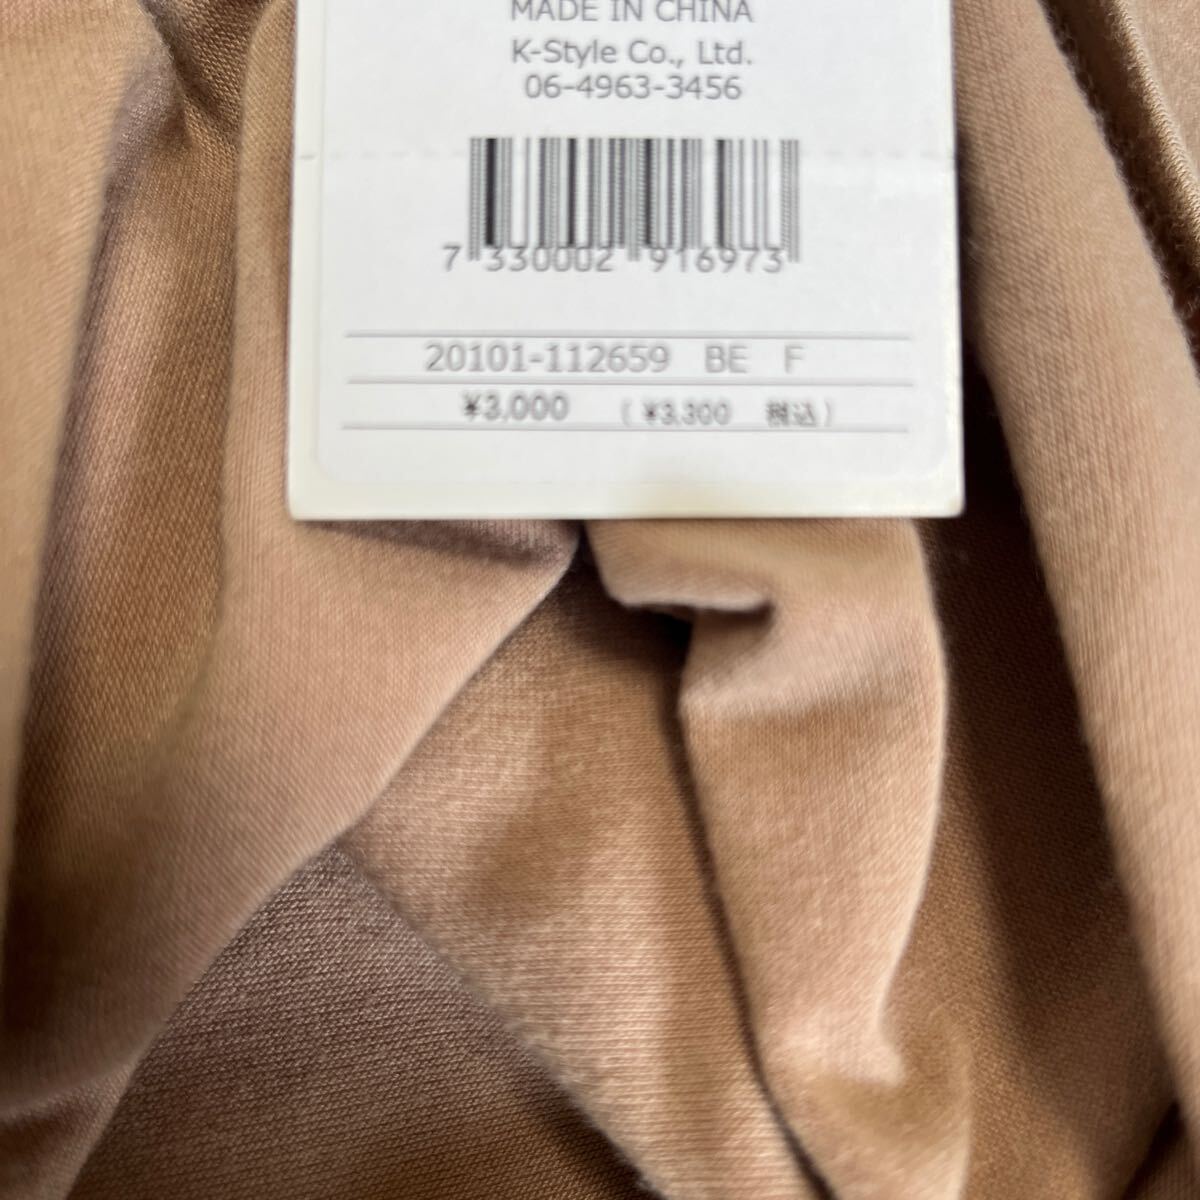 MADE IN CHINA
K-Style Co., Ltd.
06-4963-3456
7 330002 916973
20101-112659 BE F
¥3,000 (¥3,300 税込)